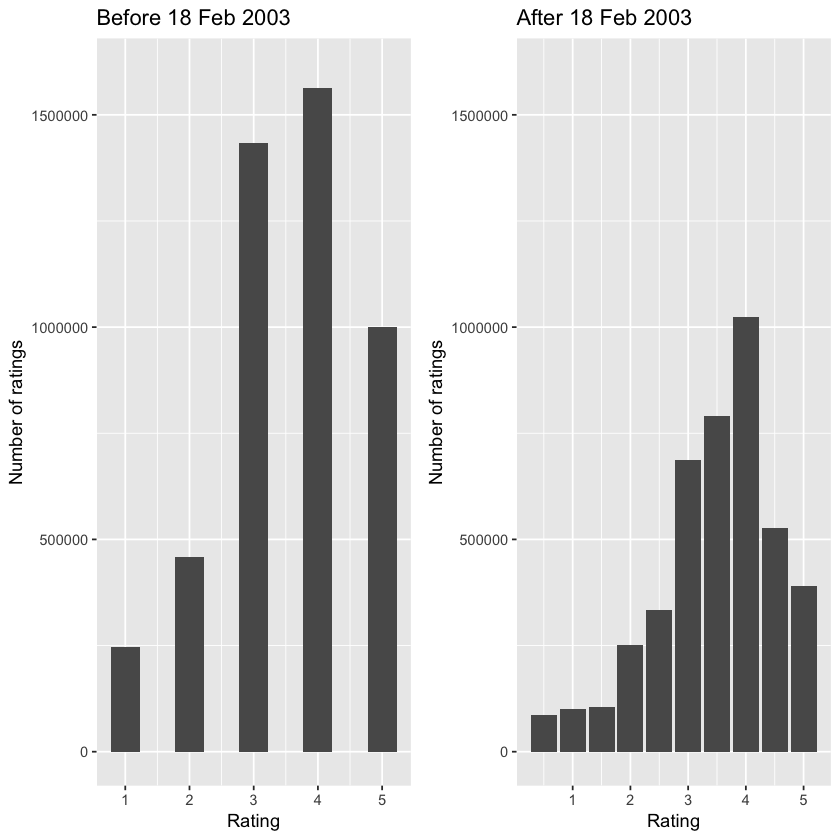 Before 18 Feb 2003
Number of ratings
1500000
1000000
500000
0
1 2 3 4 5
Rating
After 18 Feb 2003
Number of ratings
1500000
1000000
500000
0
1 2 3 4 5
Rating